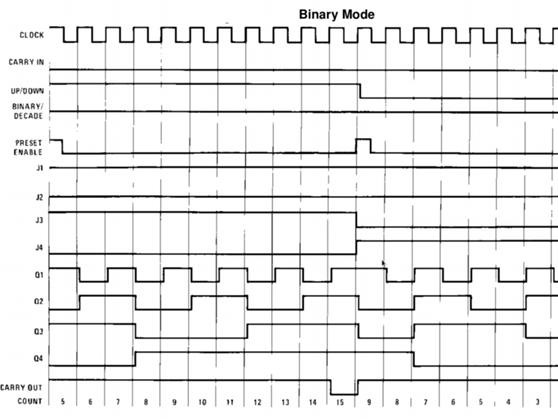 Binary Mode
CLOCK
CARRY IN
UP/DOWN
BINARY/
DECADE
PRESET
ENABLE
J1
J2
J3
J4
Q1
Q2
Q3
Q4
CARRY OUT
COUNT 5 6 7 8 9 10 11 12 13 14 15 9 8 7 6 5 4 3